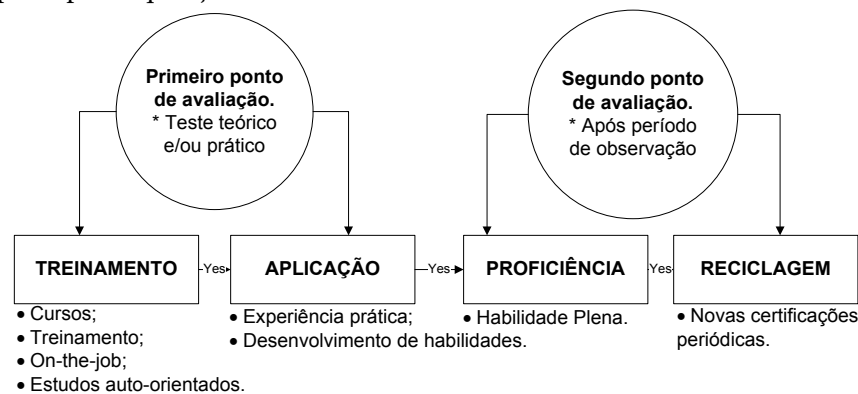 Primeiro ponto
de avaliação.
* Teste teórico
e/ou prático
Segundo ponto
de avaliação.
* Após período
de observação
TREINAMENTO
Yes
APLICAÇÃO
Yes
PROFICIÊNCIA
Yes
RECICLAGEM
• Cursos;
• Treinamento;
• On-the-job;
• Estudos auto-orientados.
• Experiência prática;
• Desenvolvimento de habilidades.
• Habilidade Plena.
• Novas certificações
periódicas.